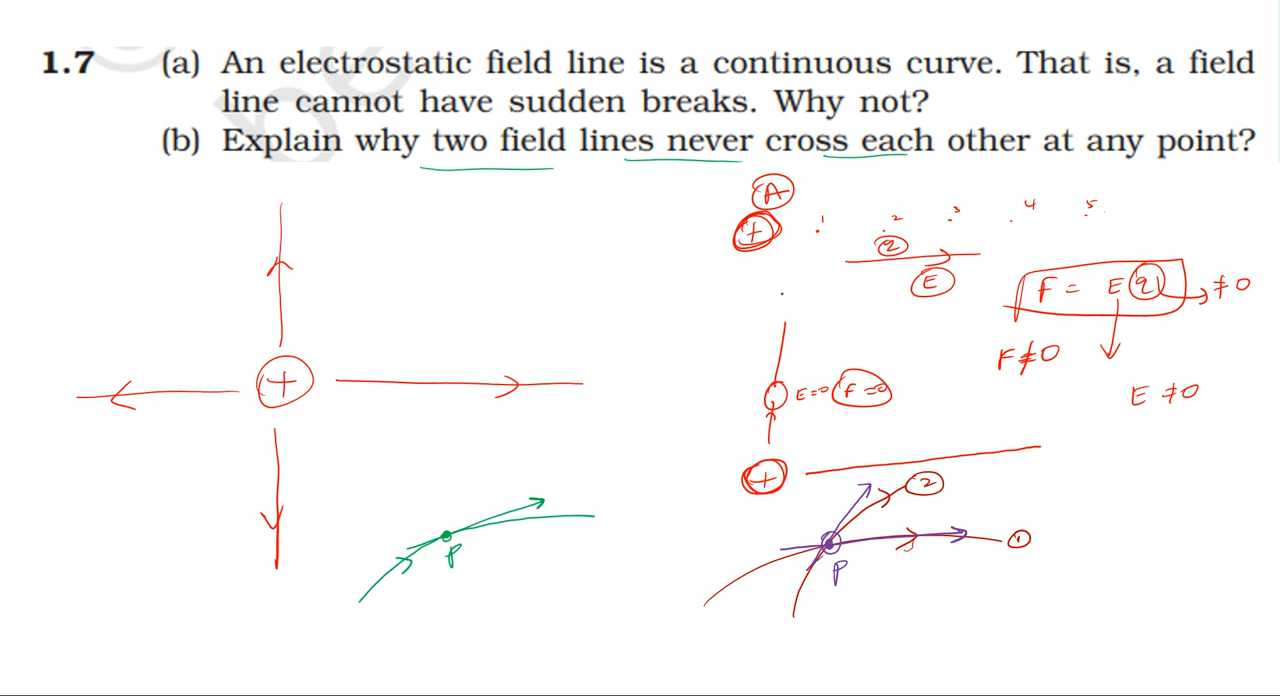 1.7 (a) An electrostatic field line is a continuous curve. That is, a field
line cannot have sudden breaks. Why not?
(b) Explain why two field lines never cross each other at any point?
A
+ 1 2 3 4 5
q
E
F = E q ≠0
F≠0
E ≠0
+
E=0 F=0
+
2
1
P
P